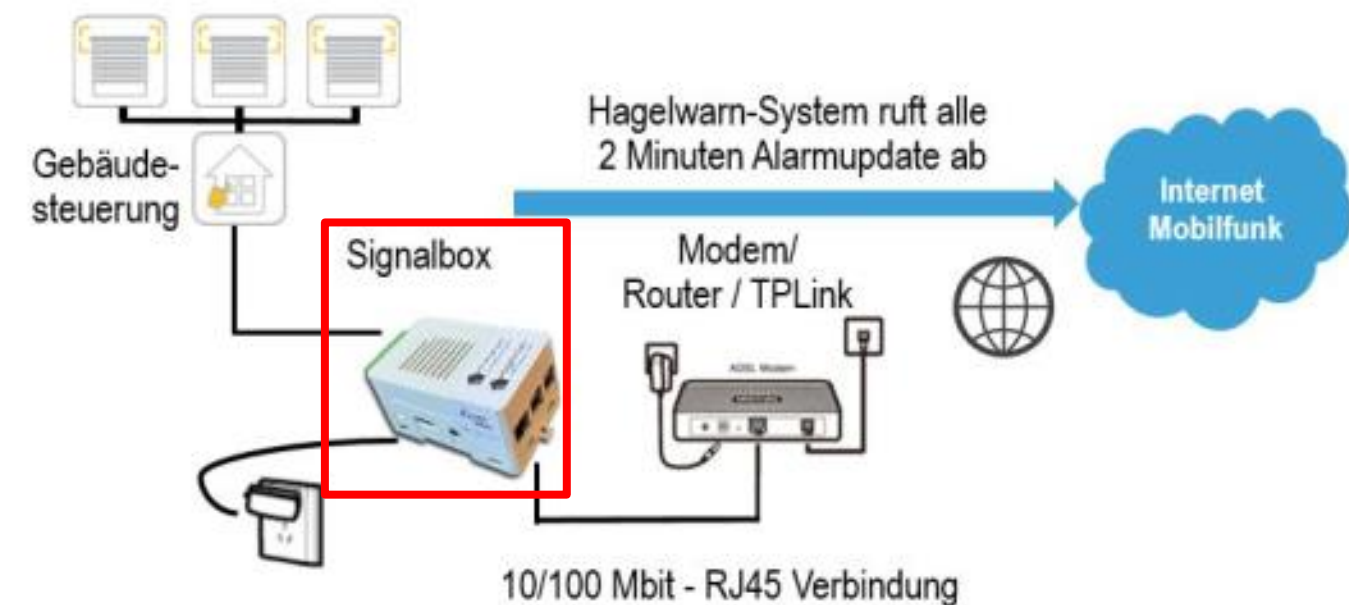 Hagelwarn-System ruft alle
2 Minuten Alarmupdate ab
Gebäude-
steuerung
Internet
Mobilfunk
Signalbox
Modem/
Router / TPLink
ADSL Modem
10/100 Mbit - RJ45 Verbindung